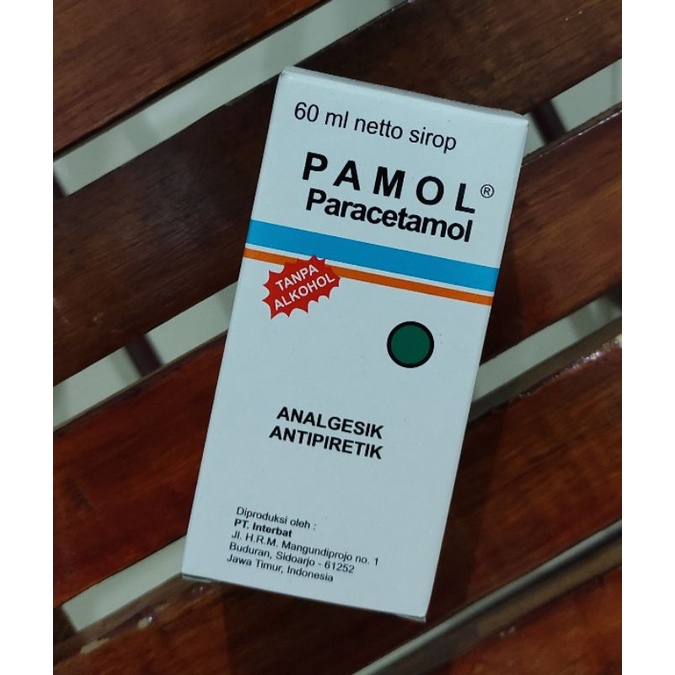 60 ml netto sirop
PAMOL®
Paracetamol
TANPA
ALKOHOL
ANALGESIK
ANTIPIRETIK
Diproduksi oleh :
PT. Interbat
Jl. H.R.M. Mangundiprojo no. 1
Buduran, Sidoarjo - 61252
Jawa Timur, Indonesia